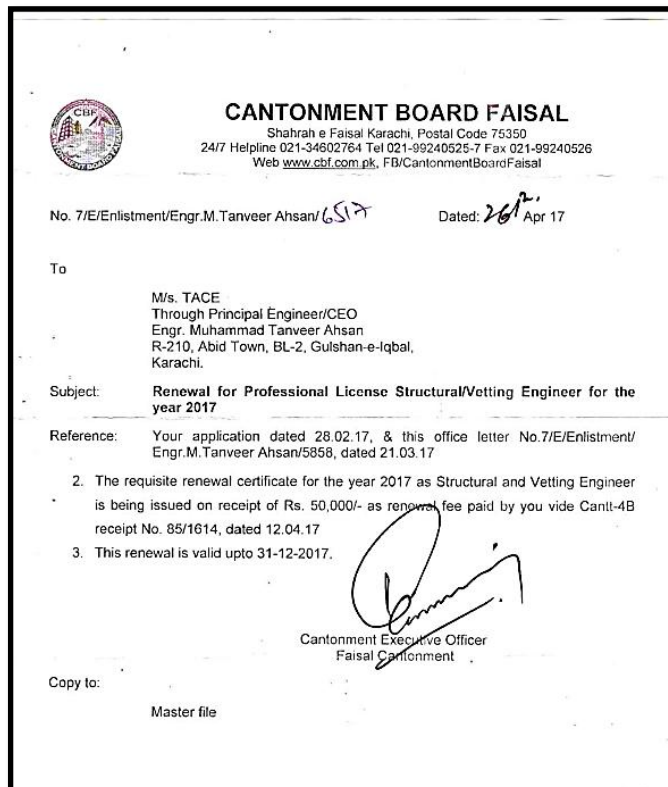 CBF
CANTONMENT BOARD FAISAL
CANTONMENT BOARD FAISAL
Shahrah e Faisal Karachi, Postal Code 75350
24/7 Helpline 021-34602764 Tel 021-99240525-7 Fax 021-99240526
Web www.cbf.com.pk, FB/CantonmentBoardFaisal
No. 7/E/Enlistment/Engr.M.Tanveer Ahsan/6517 Dated: 26 Apr 17
To
M/s. TACE
Through Principal Engineer/CEO
Engr. Muhammad Tanveer Ahsan
R-210, Abid Town, BL-2, Gulshan-e-Iqbal,
Karachi.
Subject: Renewal for Professional License Structural/Vetting Engineer for the
year 2017
Reference: Your application dated 28.02.17, & this office letter No.7/E/Enlistment/
Engr.M.Tanveer Ahsan/5858, dated 21.03.17
2. The requisite renewal certificate for the year 2017 as Structural and Vetting Engineer
is being issued on receipt of Rs. 50,000/- as renewal fee paid by you vide Cantt-4B
receipt No. 85/1614, dated 12.04.17
3. This renewal is valid upto 31-12-2017.
Cantonment Executive Officer
Faisal Cantonment
Copy to:
Master file